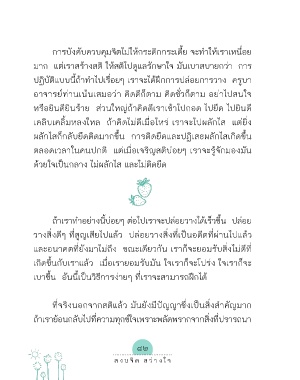 การบังคับควบคุมจิตไม่ให้กระดิกกระเดี้ย จะทำให้เราเหนื่อย
มาก แต่เราสร้างสติ ให้สติไปดูแลรักษาใจ มันเบาสบายกว่า การ
ปฏิบัติแบบนี้ถ้าทำไปเรื่อยๆ เราจะได้ฝึกการปล่อยการวาง ครูบา
อาจารย์ท่านเน้นเสมอว่า คิดดีก็ตาม คิดชั่วก็ตาม อย่าไปสนใจ
หรือยินดียินร้าย ส่วนใหญ่ถ้าคิดดีเราเข้าไปกอด ไปยึด ไปยินดี
เคลิบเคลิ้มหลงใหล ถ้าคิดไม่ดีเมื่อไหร่ เราจะไปผลักไส แต่ยิ่ง
ผลักไสก็กลับยึดติดมากขึ้น การติดยึดและปฏิเสธผลักไสเกิดขึ้น
ตลอดเวลาในคนปกติ แต่เมื่อเจริญสติบ่อยๆ เราจะรู้จักมองมัน
ด้วยใจเป็นกลาง ไม่ผลักไส และไม่ติดยึด
ถ้าเราทำอย่างนี้บ่อยๆ ต่อไปเราจะปล่อยวางได้เร็วขึ้น ปล่อย
วางสิ่งดีๆ ที่สูญเสียไปแล้ว ปล่อยวางสิ่งที่เป็นอดีตที่ผ่านไปแล้ว
และอนาคตที่ยังมาไม่ถึง ขณะเดียวกัน เราก็จะยอมรับสิ่งไม่ดีที่
เกิดขึ้นกับเราแล้ว เมื่อเรายอมรับมัน ใจเราก็จะโปร่ง ใจเราก็จะ
เบาขึ้น อันนี้เป็นวิธีการง่ายๆ ที่เราจะสามารถฝึกได้
ที่จริงนอกจากสติแล้ว มันยังมีปัญญาซึ่งเป็นสิ่งสำคัญมาก
ถ้าเราย้อนกลับไปที่ความทุกข์ใจเพราะพลัดพรากจากสิ่งที่ปรารถนา
๘๒
สงบจิต สว่างใจ